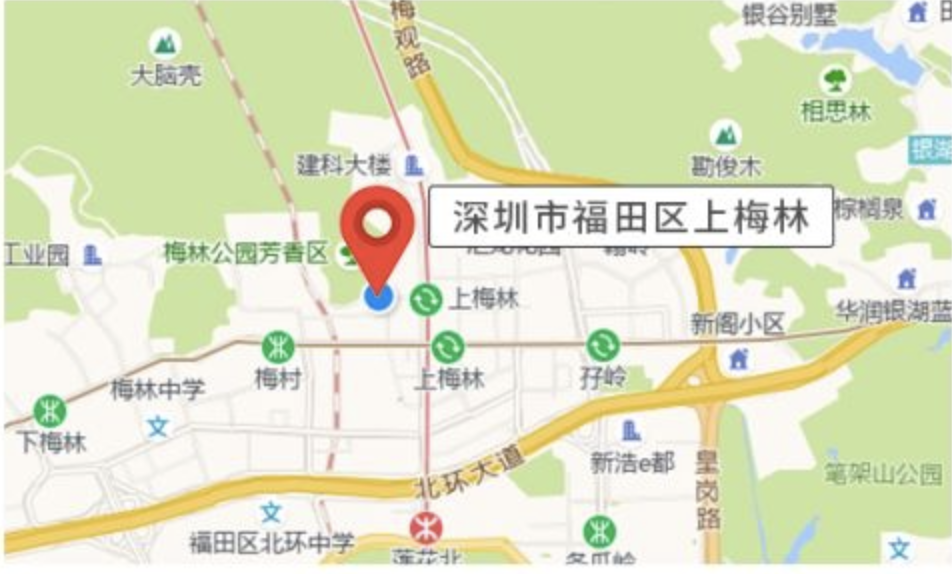 梅观路
银谷别墅
大脑壳
相思林
银湖
建科大楼
勘俊木
深圳市福田区上梅林
棕榈泉
工业园
梅林公园芳香区
上梅林
华润银湖蓝
新阁小区
梅村
上梅林
孖岭
梅林中学
下梅林
北环大道
新浩e都
皇岗路
笔架山公园
福田区北环中学
莲花北
冬瓜岭